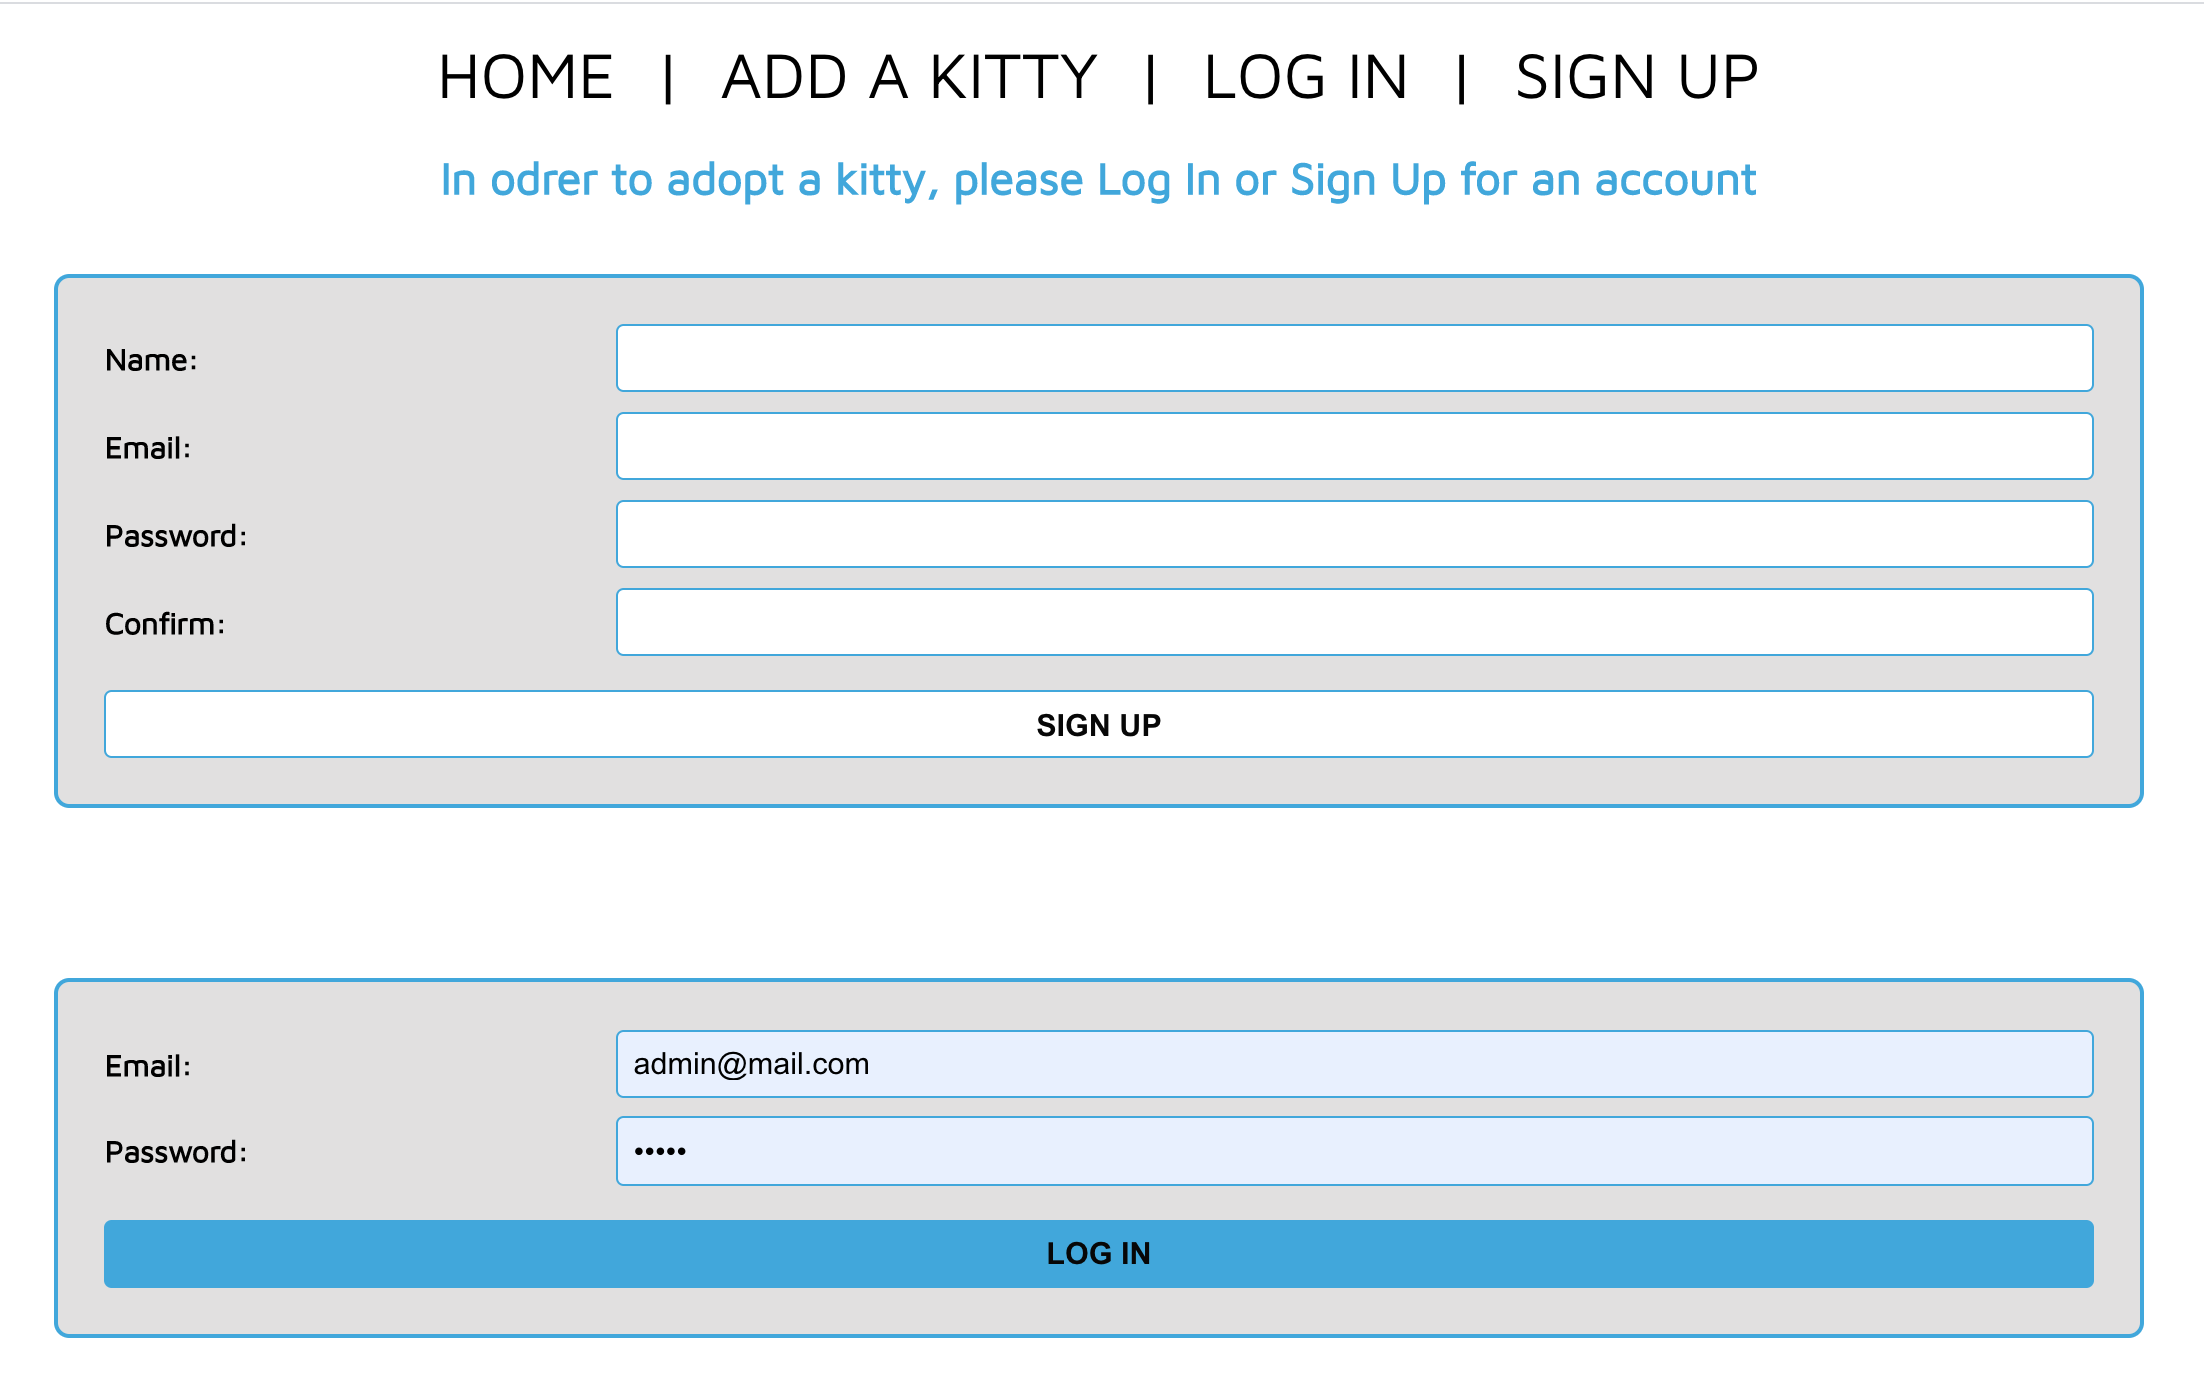 HOME | ADD A KITTY | LOG IN | SIGN UP
In odrer to adopt a kitty, please Log In or Sign Up for an account
Name:
Email:
Password:
Confirm:
SIGN UP
Email: admin@mail.com
Password: •••••
LOG IN